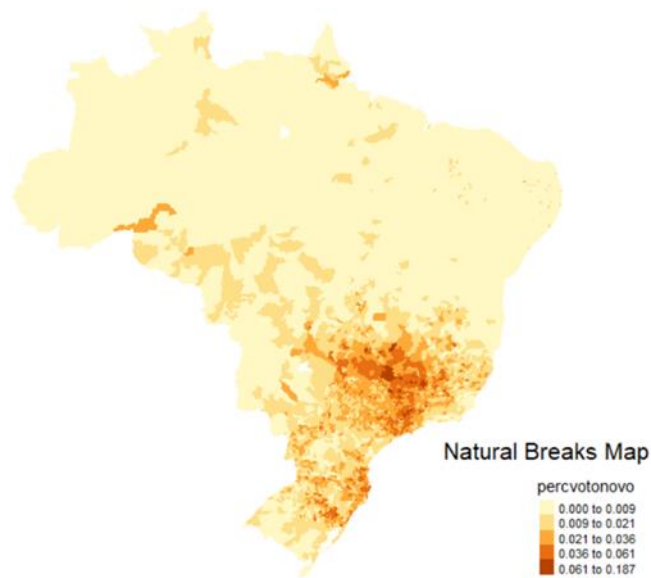 Natural Breaks Map
percvotonovo
0.000 to 0.009
0.009 to 0.021
0.021 to 0.036
0.036 to 0.061
0.061 to 0.187